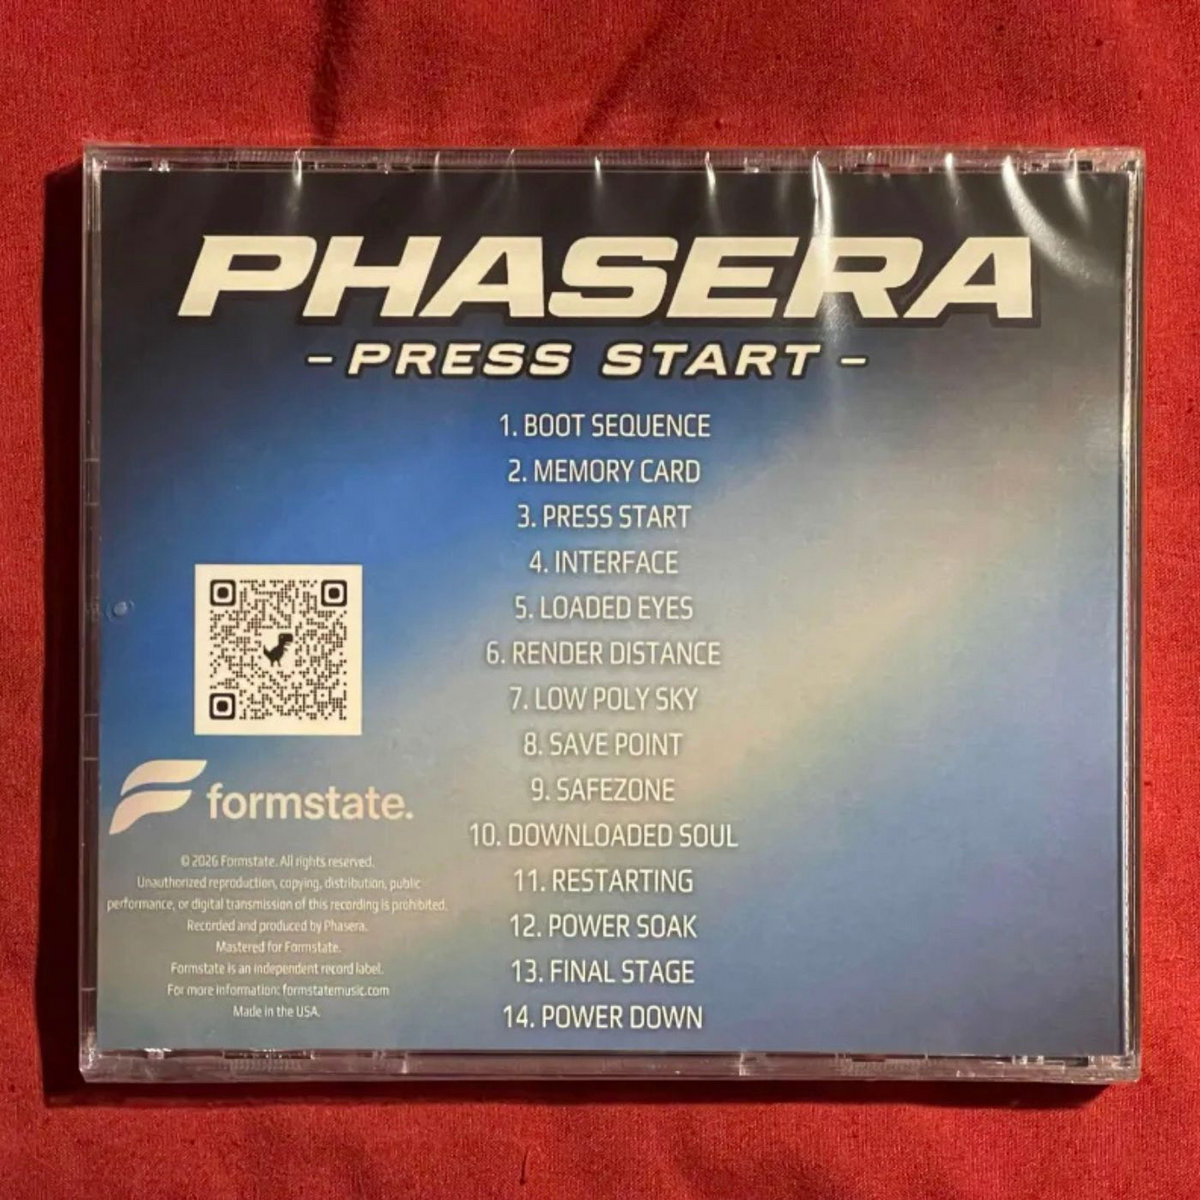 PHASERA
- PRESS START -
1. BOOT SEQUENCE
2. MEMORY CARD
3. PRESS START
4. INTERFACE
5. LOADED EYES
6. RENDER DISTANCE
7. LOW POLY SKY
8. SAVE POINT
9. SAFEZONE
10. DOWNLOADED SOUL
11. RESTARTING
12. POWER SOAK
13. FINAL STAGE
14. POWER DOWN
formstate.
© 2026 Formstate. All rights reserved.
Unauthorized reproduction, copying, distribution, public
performance, or digital transmission of this recording is prohibited.
Recorded and produced by Phasera.
Mastered for Formstate.
Formstate is an independent record label.
For more information: formstatemusic.com
Made in the USA.